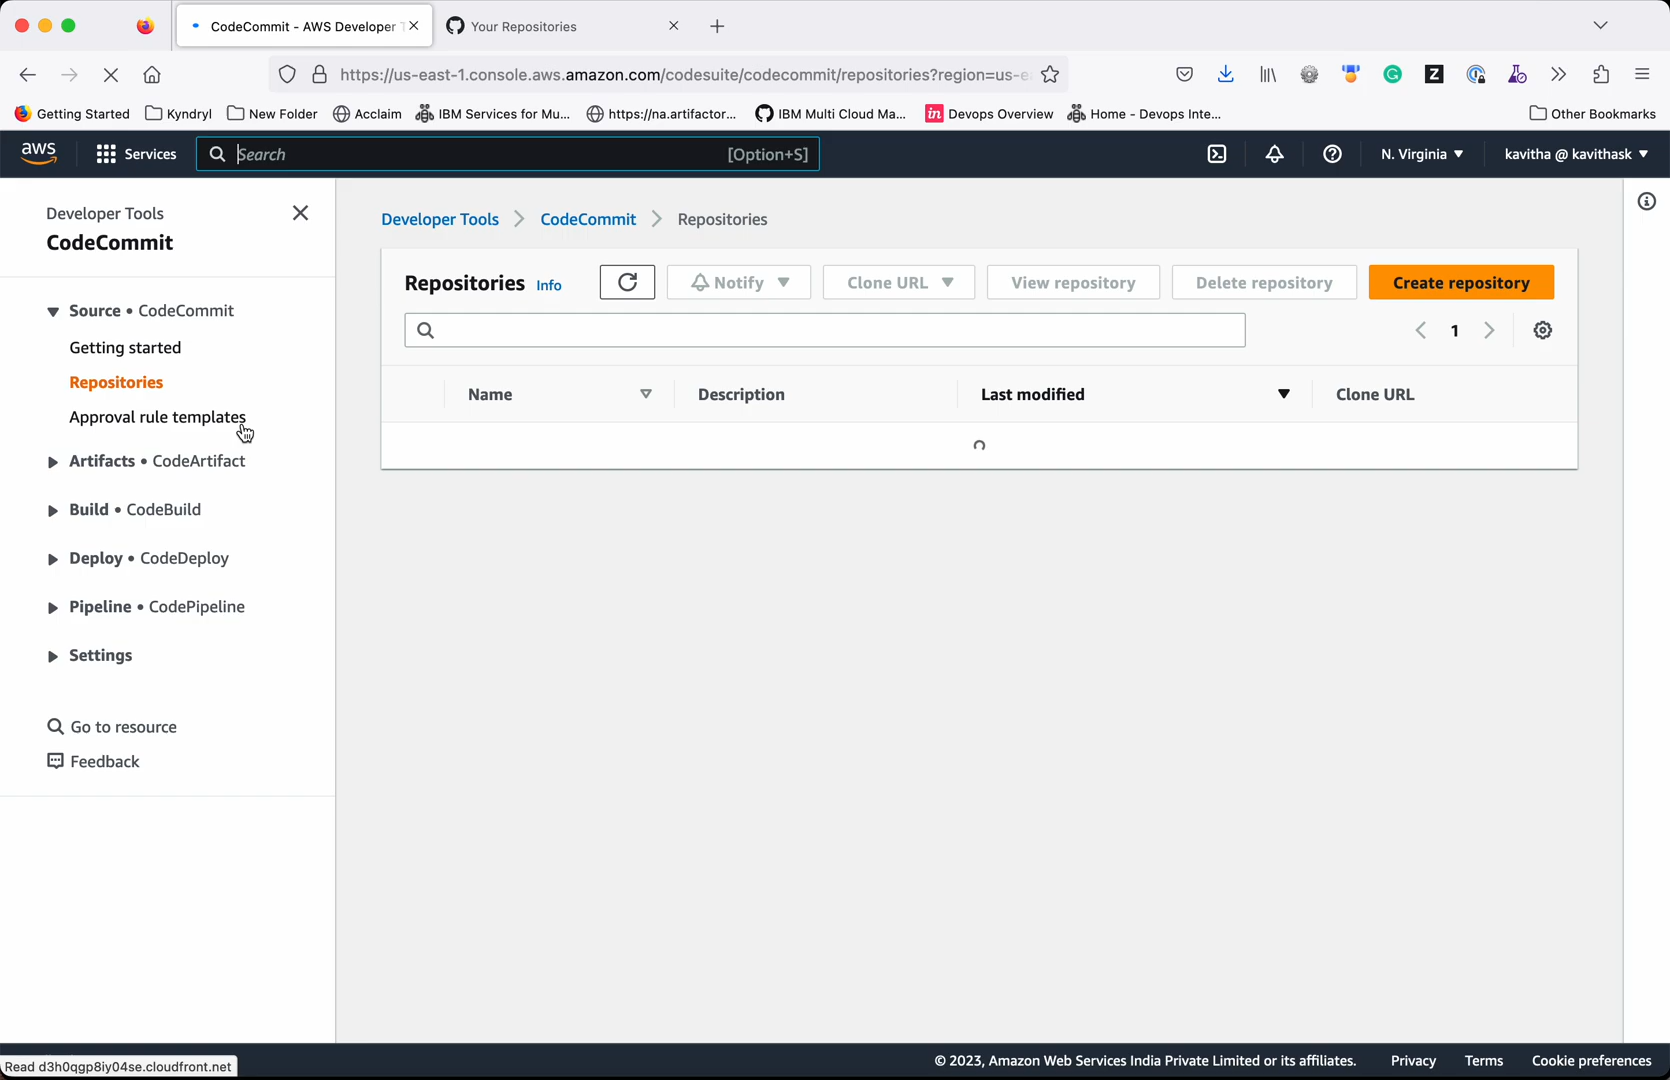 CodeCommit - AWS Developer T
Your Repositories
https://us-east-1.console.aws.amazon.com/codesuite/codecommit/repositories?region=us-e
Getting Started
Kyndryl
New Folder
Acclaim
IBM Services for Mu...
https://na.artifactor...
IBM Multi Cloud Ma...
in
Devops Overview
Home - Devops Inte...
Other Bookmarks
aws
Services
Search
[Option+S]
N. Virginia
kavitha @ kavithask
Developer Tools
CodeCommit
Source • CodeCommit
Getting started
Repositories
Approval rule templates
Artifacts • CodeArtifact
Build • CodeBuild
Deploy • CodeDeploy
Pipeline • CodePipeline
Settings
Go to resource
Feedback
Developer Tools
CodeCommit
Repositories
Repositories Info
Notify
Clone URL
View repository
Delete repository
Create repository
1
Name
Description
Last modified
Clone URL
Read d3h0qgp8iy04se.cloudfront.net
© 2023, Amazon Web Services India Private Limited or its affiliates.
Privacy
Terms
Cookie preferences